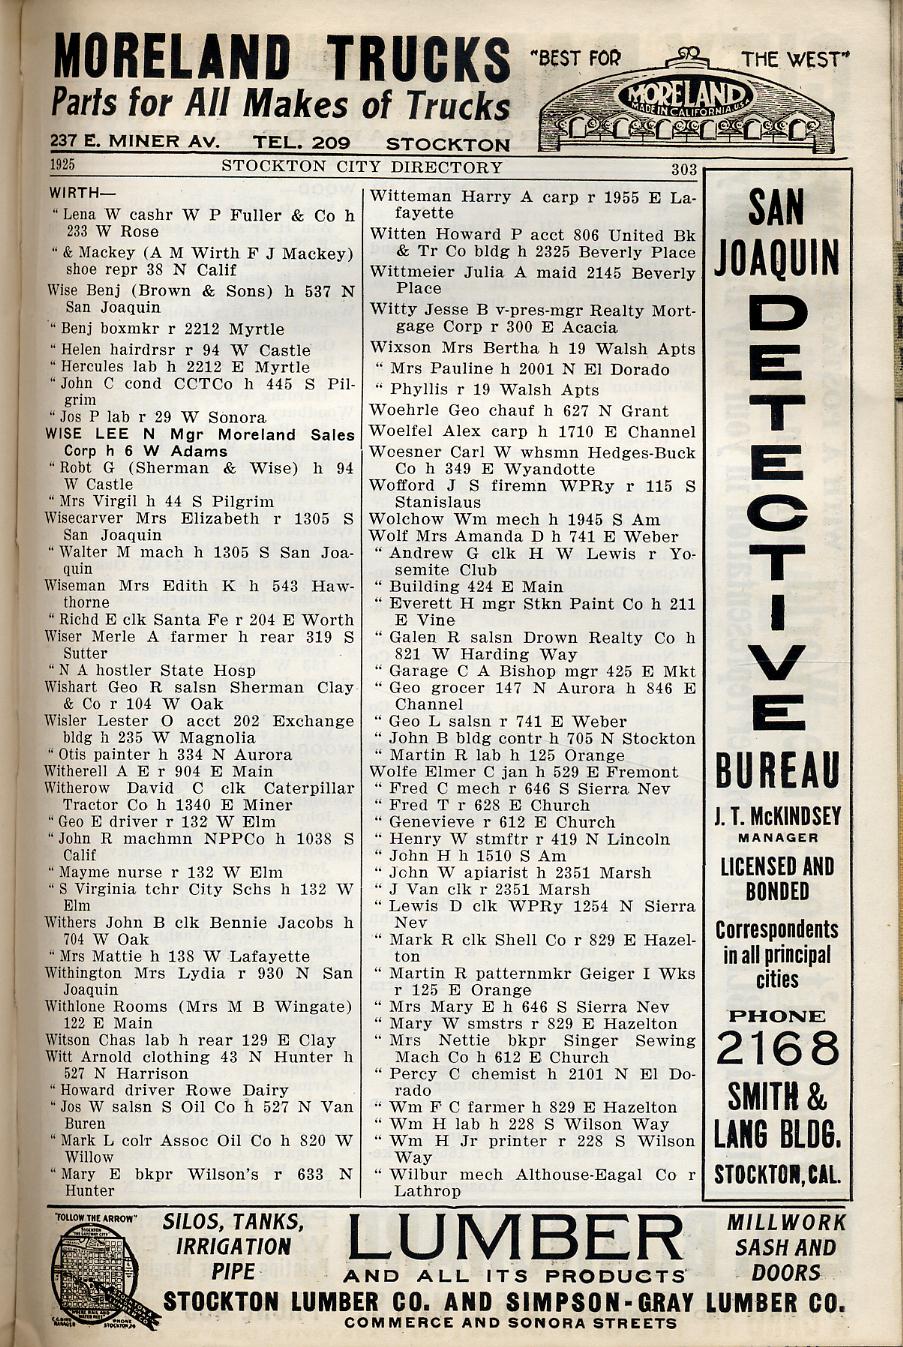 MORELAND TRUCKS
Parts for All Makes of Trucks
237 E. MINER AV. TEL. 209 STOCKTON
"BEST FOR THE WEST"
MORELAND
MADE IN CALIFORNIA. U.S.A.
1925 STOCKTON CITY DIRECTORY 303
WIRTH—
" Lena W cashr W P Fuller & Co h
233 W Rose
" & Mackey (A M Wirth F J Mackey)
shoe repr 38 N Calif
Wise Benj (Brown & Sons) h 537 N
San Joaquin
" Benj boxmkr r 2212 Myrtle
" Helen hairdrsr r 94 W Castle
" Hercules lab h 2212 E Myrtle
" John C cond CCTCo h 445 S Pil-
grim
" Jos P lab r 29 W Sonora
WISE LEE N Mgr Moreland Sales
Corp h 6 W Adams
" Robt G (Sherman & Wise) h 94
W Castle
" Mrs Virgil h 44 S Pilgrim
Wisecarver Mrs Elizabeth r 1305 S
San Joaquin
" Walter M mach h 1305 S San Joa-
quin
Wiseman Mrs Edith K h 543 Haw-
thorne
" Richd E clk Santa Fe r 204 E Worth
Wiser Merle A farmer h rear 319 S
Sutter
" N A hostler State Hosp
Wishart Geo R salsn Sherman Clay
& Co r 104 W Oak
Wisler Lester O acct 202 Exchange
bldg h 235 W Magnolia
" Otis painter h 334 N Aurora
Witherell A E r 904 E Main
Witherow David C clk Caterpillar
Tractor Co h 1340 E Miner
" Geo E driver r 132 W Elm
" John R machmn NPPCo h 1038 S
Calif
" Mayme nurse r 132 W Elm
" S Virginia tchr City Schs h 132 W
Elm
Withers John B clk Bennie Jacobs h
704 W Oak
" Mrs Mattie h 138 W Lafayette
Withington Mrs Lydia r 930 N San
Joaquin
Withlone Rooms (Mrs M B Wingate)
122 E Main
Witson Chas lab h rear 129 E Clay
Witt Arnold clothing 43 N Hunter h
527 N Harrison
" Howard driver Rowe Dairy
" Jos W salsn S Oil Co h 527 N Van
Buren
" Mark L colr Assoc Oil Co h 820 W
Willow
" Mary E bkpr Wilson's r 633 N
Hunter
Witteman Harry A carp r 1955 E La-
fayette
Witten Howard P acct 806 United Bk
& Tr Co bldg h 2325 Beverly Place
Wittmeier Julia A maid 2145 Beverly
Place
Witty Jesse B v-pres-mgr Realty Mort-
gage Corp r 300 E Acacia
Wixson Mrs Bertha h 19 Walsh Apts
" Mrs Pauline h 2001 N El Dorado
" Phyllis r 19 Walsh Apts
Woehrle Geo chauf h 627 N Grant
Woelfel Alex carp h 1710 E Channel
Woesner Carl W whsmn Hedges-Buck
Co h 349 E Wyandotte
Wofford J S firemn WPRy r 115 S
Stanislaus
Wolchow Wm mech h 1945 S Am
Wolf Mrs Amanda D h 741 E Weber
" Andrew G clk H W Lewis r Yo-
semite Club
" Building 424 E Main
" Everett H mgr Stkn Paint Co h 211
E Vine
" Galen R salsn Drown Realty Co h
821 W Harding Way
" Garage C A Bishop mgr 425 E Mkt
" Geo grocer 147 N Aurora h 846 E
Channel
" Geo L salsn r 741 E Weber
" John B bldg contr h 705 N Stockton
" Martin R lab h 125 Orange
Wolfe Elmer C jan h 529 E Fremont
" Fred C mech r 646 S Sierra Nev
" Fred T r 628 E Church
" Genevieve r 612 E Church
" Henry W stmftr r 419 N Lincoln
" John H h 1510 S Am
" John W apiarist h 2351 Marsh
" J Van clk r 2351 Marsh
" Lewis D clk WPRy 1254 N Sierra
Nev
" Mark R clk Shell Co r 829 E Hazel-
ton
" Martin R patternmkr Geiger I Wks
r 125 E Orange
" Mrs Mary E h 646 S Sierra Nev
" Mary W smstrs r 829 E Hazelton
" Mrs Nettie bkpr Singer Sewing
Mach Co h 612 E Church
" Percy C chemist h 2101 N El Do-
rado
" Wm F C farmer h 829 E Hazelton
" Wm H lab h 228 S Wilson Way
" Wm H Jr printer r 228 S Wilson
Way
" Wilbur mech Althouse-Eagal Co r
Lathrop
SAN
JOAQUIN
DETECTIVE
BUREAU
J. T. McKINDSEY
MANAGER
LICENSED AND
BONDED
Correspondents
in all principal
cities
PHONE
2168
SMITH &
LANG BLDG.
STOCKTON, CAL.
"FOLLOW THE ARROW"
SILOS, TANKS,
IRRIGATION
PIPE
LUMBER
AND ALL ITS PRODUCTS
MILLWORK
SASH AND
DOORS
STOCKTON LUMBER CO. AND SIMPSON-GRAY LUMBER CO.
COMMERCE AND SONORA STREETS